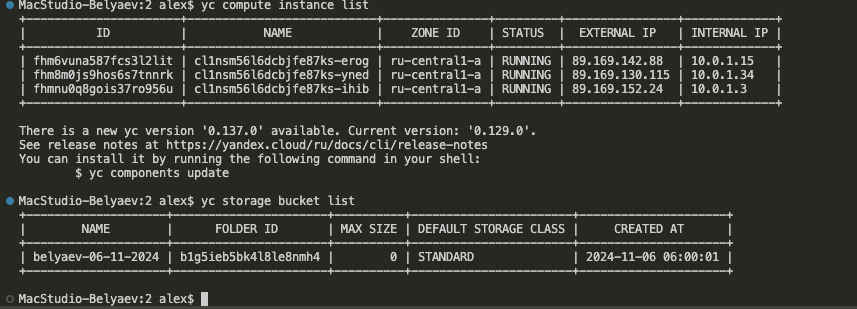 MacStudio-Belyaev:2 alex$ yc compute instance list
+----------------------+---------------------------+---------------+---------+----------------+-------------+
| ID | NAME | ZONE ID | STATUS | EXTERNAL IP | INTERNAL IP |
+----------------------+---------------------------+---------------+---------+----------------+-------------+
| fhm6vuna587fcs3l2lit | cl1nsm56l6dcbjfe87ks-erog | ru-central1-a | RUNNING | 89.169.142.88 | 10.0.1.15 |
| fhm8m0js9hos6s7tnnrk | cl1nsm56l6dcbjfe87ks-yned | ru-central1-a | RUNNING | 89.169.130.115 | 10.0.1.34 |
| fhmnu0q8gois37ro956u | cl1nsm56l6dcbjfe87ks-ihib | ru-central1-a | RUNNING | 89.169.152.24 | 10.0.1.3 |
+----------------------+---------------------------+---------------+---------+----------------+-------------+
There is a new yc version '0.137.0' available. Current version: '0.129.0'.
See release notes at https://yandex.cloud/ru/docs/cli/release-notes
You can install it by running the following command in your shell:
$ yc components update
MacStudio-Belyaev:2 alex$ yc storage bucket list
+--------------------+----------------------+----------+-----------------------+---------------------+
| NAME | FOLDER ID | MAX SIZE | DEFAULT STORAGE CLASS | CREATED AT |
+--------------------+----------------------+----------+-----------------------+---------------------+
| belyaev-06-11-2024 | b1g5ieb5bk4l8le8nmh4 | 0 | STANDARD | 2024-11-06 06:00:01 |
+--------------------+----------------------+----------+-----------------------+---------------------+
MacStudio-Belyaev:2 alex$